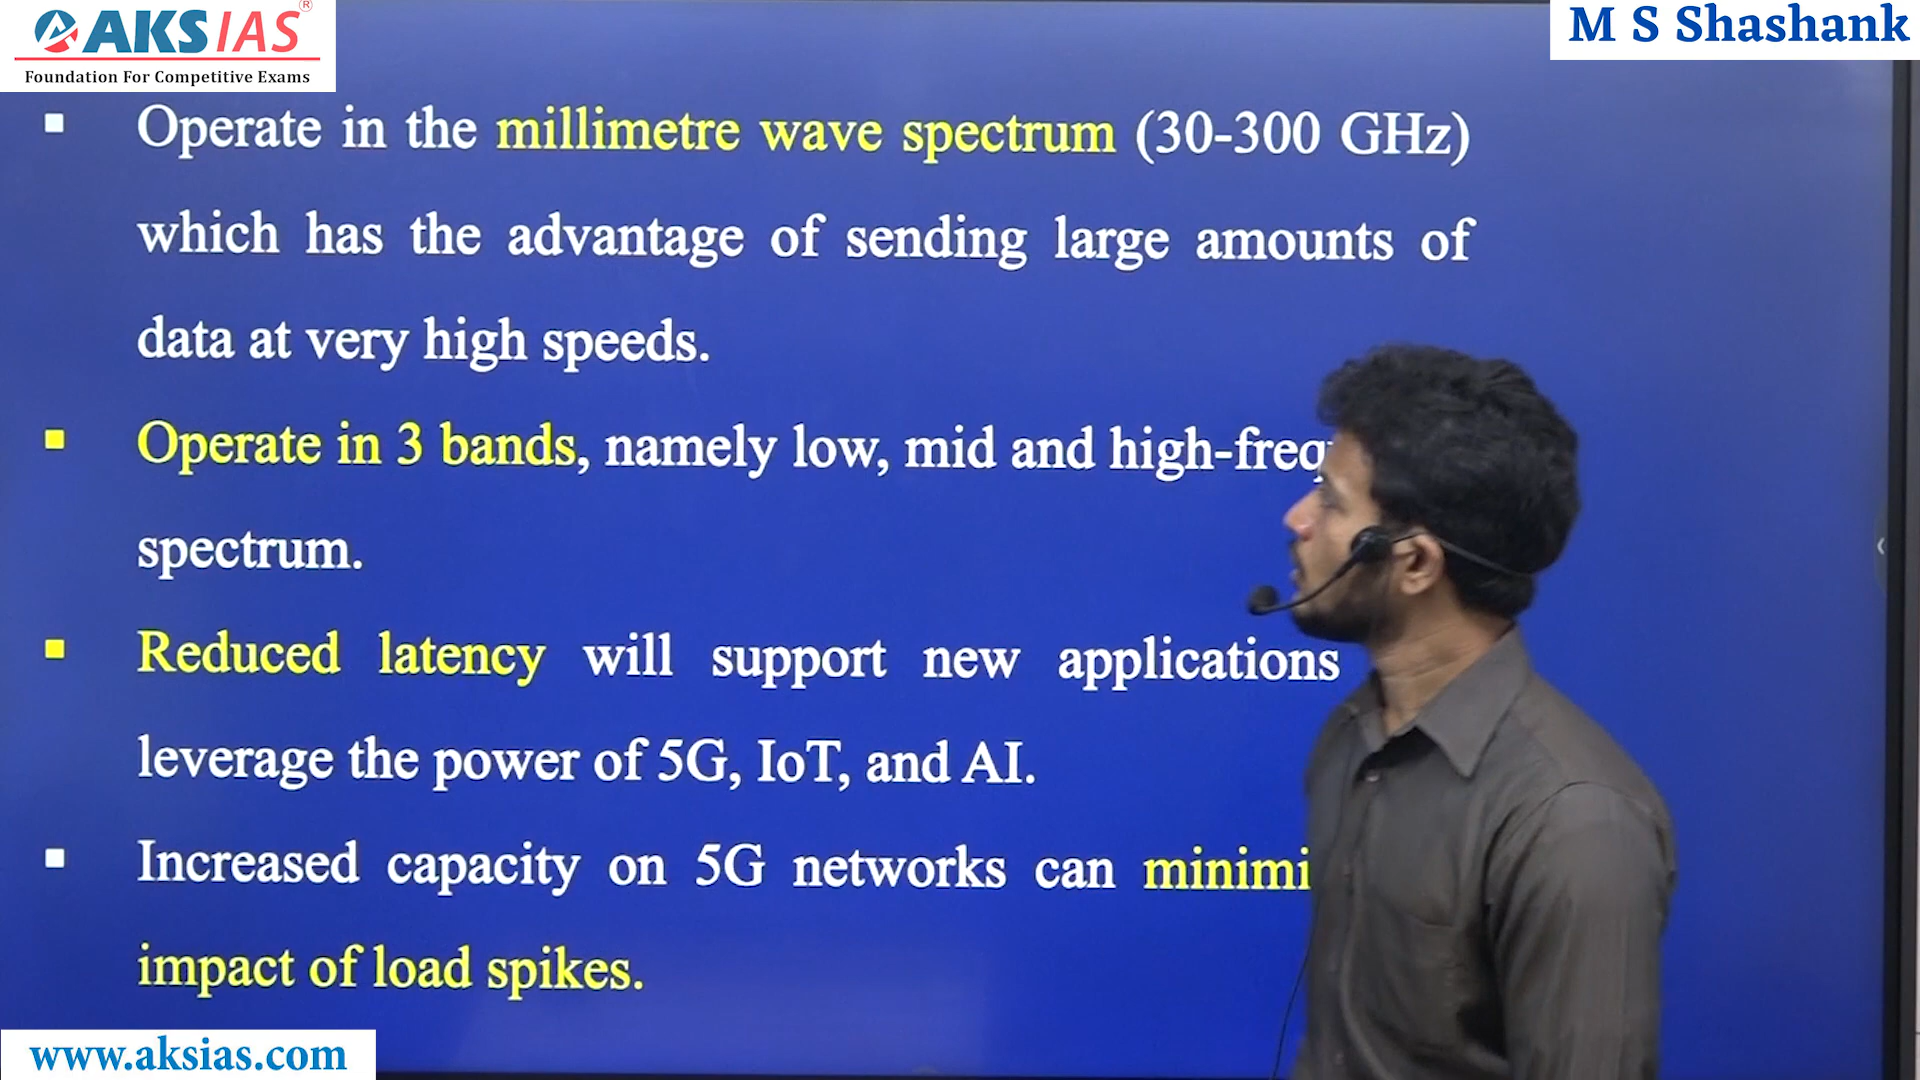 AKS IAS®
Foundation For Competitive Exams
M S Shashank
▪ Operate in the millimetre wave spectrum (30-300 GHz)
which has the advantage of sending large amounts of
data at very high speeds.
▪ Operate in 3 bands, namely low, mid and high-freq
spectrum.
▪ Reduced latency will support new applications
leverage the power of 5G, IoT, and AI.
▪ Increased capacity on 5G networks can minimi
impact of load spikes.
www.aksias.com